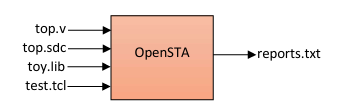 top.v
top.sdc
toy.lib
test.tcl
OpenSTA
reports.txt